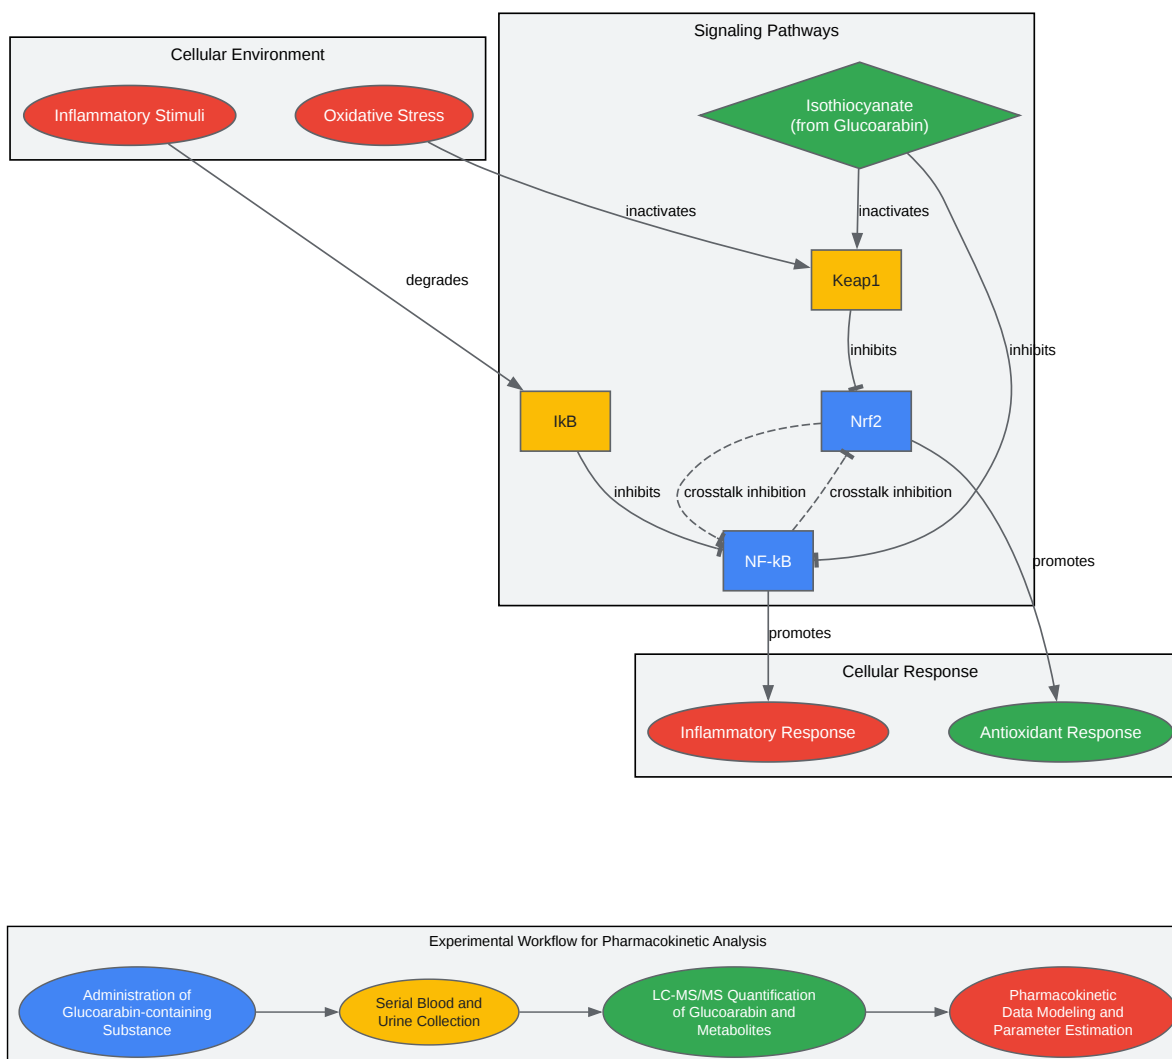 Signaling Pathways
Cellular Environment
Inflammatory Stimuli
Oxidative Stress
Isothiocyanate
(from Glucoarabin)
inactivates
inactivates
degrades
Keap1
inhibits
inhibits
IkB
Nrf2
inhibits
crosstalk inhibition
crosstalk inhibition
NF-kB
promotes
promotes
Cellular Response
Inflammatory Response
Antioxidant Response
Experimental Workflow for Pharmacokinetic Analysis
Administration of
Glucoarabin-containing
Substance
Serial Blood and
Urine Collection
LC-MS/MS Quantification
of Glucoarabin and
Metabolites
Pharmacokinetic
Data Modeling and
Parameter Estimation